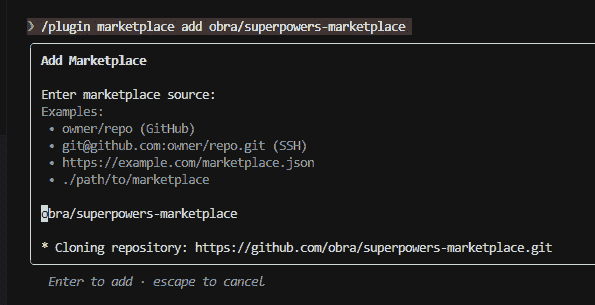 ❯ /plugin marketplace add obra/superpowers-marketplace
Add Marketplace
Enter marketplace source:
Examples:
• owner/repo (GitHub)
• git@github.com:owner/repo.git (SSH)
• https://example.com/marketplace.json
• ./path/to/marketplace
obra/superpowers-marketplace
* Cloning repository: https://github.com/obra/superpowers-marketplace.git
Enter to add · escape to cancel